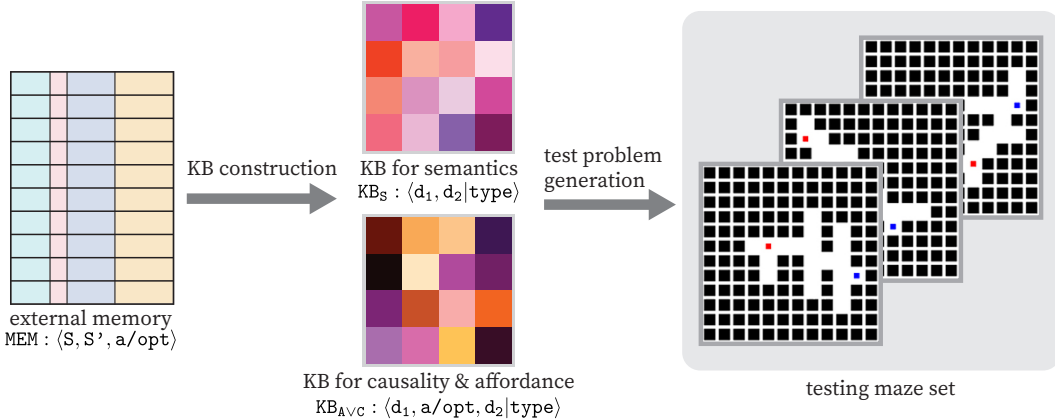 external memory
MEM : ⟨S, S’, a/opt⟩
KB construction
KB for semantics
KB_S : ⟨d_1, d_2|type⟩
KB for causality & affordance
KB_A∨C : ⟨d_1, a/opt, d_2|type⟩
test problem
generation
testing maze set